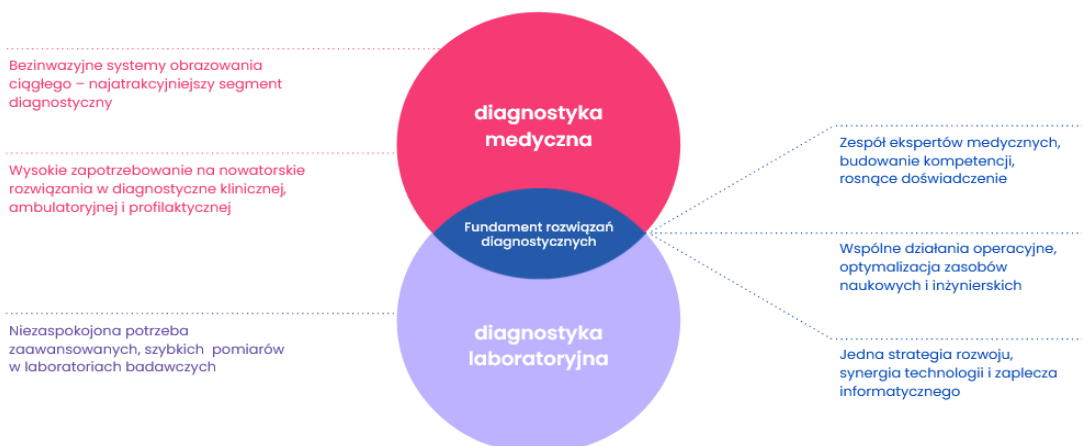 Bezinwazyjne systemy obrazowania
ciągłego – najatrakcyjniejszy segment
diagnostyczny
Wysokie zapotrzebowanie na nowatorskie
rozwiązania w diagnostyczne klinicznej,
ambulatoryjnej i profilaktycznej
Niezaspokojona potrzeba
zaawansowanych, szybkich pomiarów
w laboratoriach badawczych
diagnostyka
medyczna
Fundament rozwiązań
diagnostycznych
diagnostyka
laboratoryjna
Zespół ekspertów medycznych,
budowanie kompetencji,
rosnące doświadczenie
Wspólne działania operacyjne,
optymalizacja zasobów
naukowych i inżynierskich
Jedna strategia rozwoju,
synergia technologii i zaplecza
informatycznego